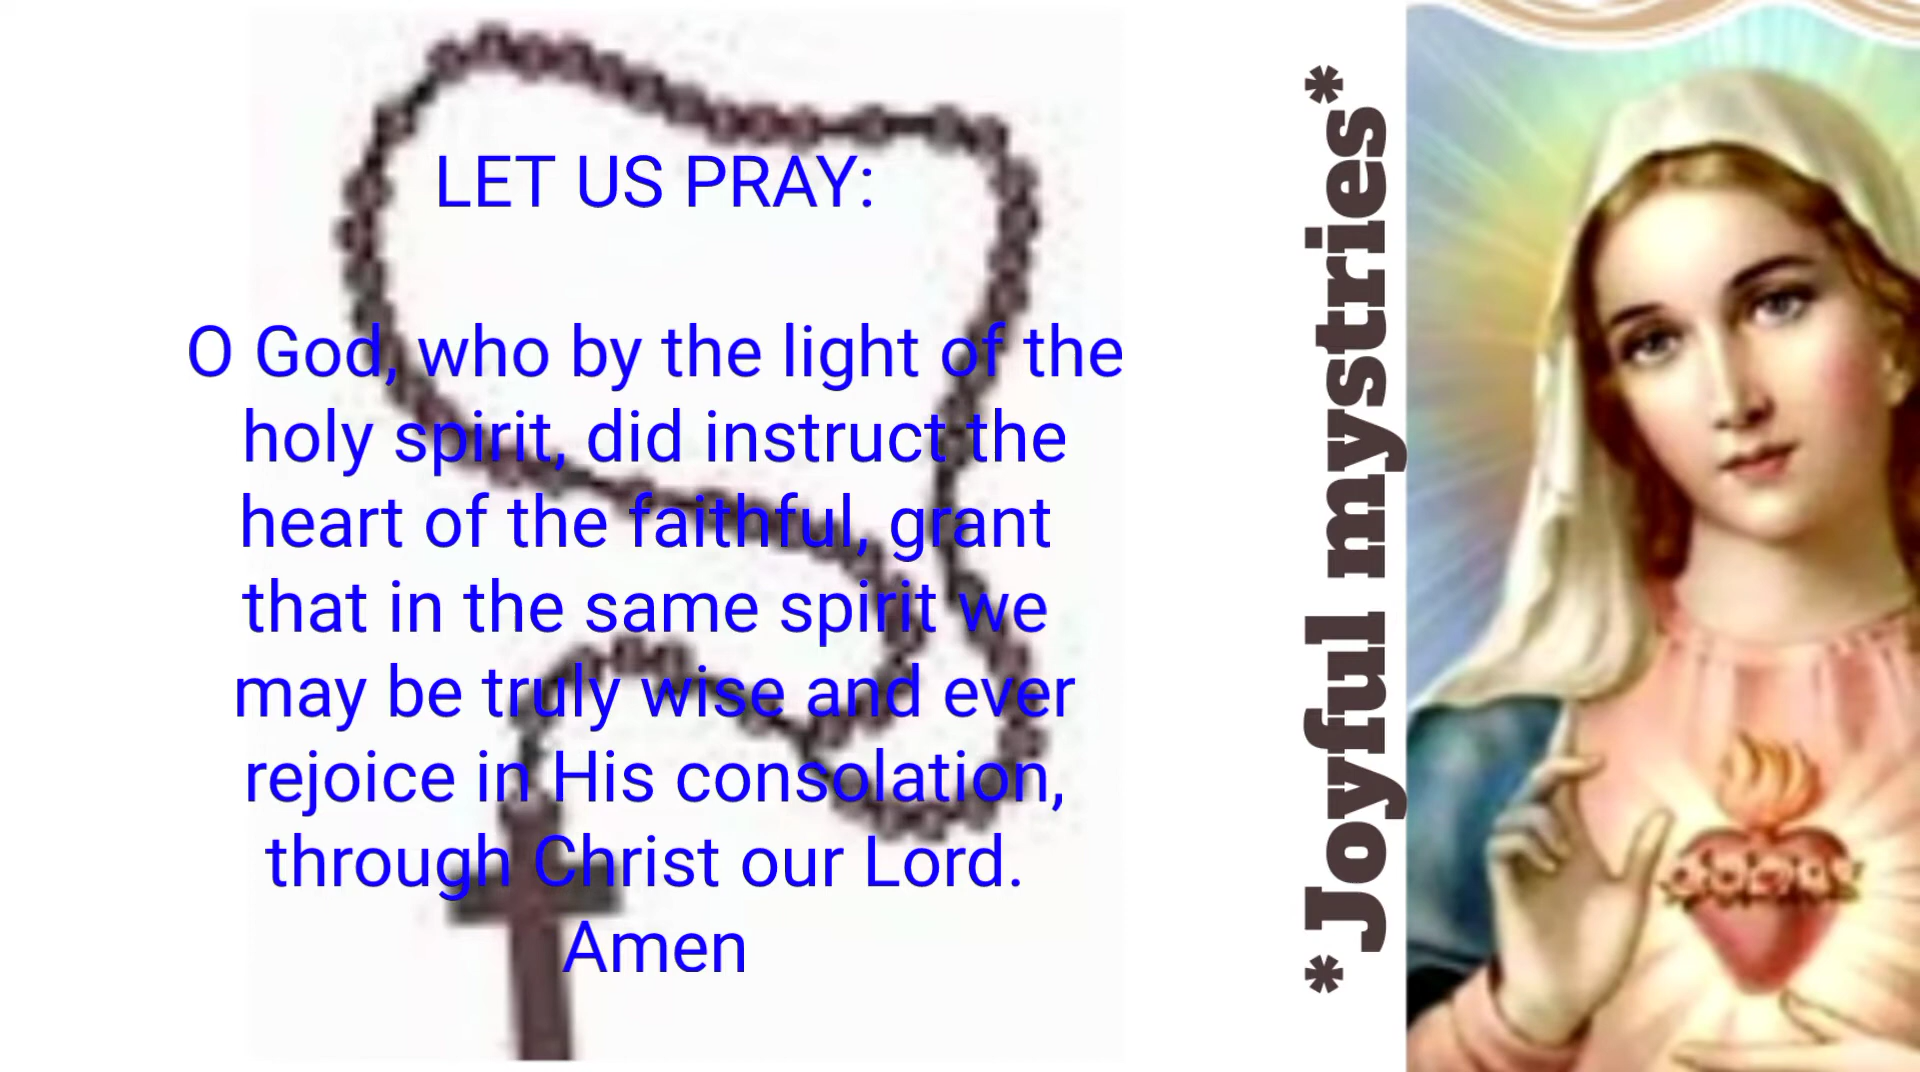 LET US PRAY:
O God, who by the light of the
holy spirit, did instruct the
heart of the faithful, grant
that in the same spirit we
may be truly wise and ever
rejoice in His consolation,
through Christ our Lord.
Amen
*Joyful mystries*